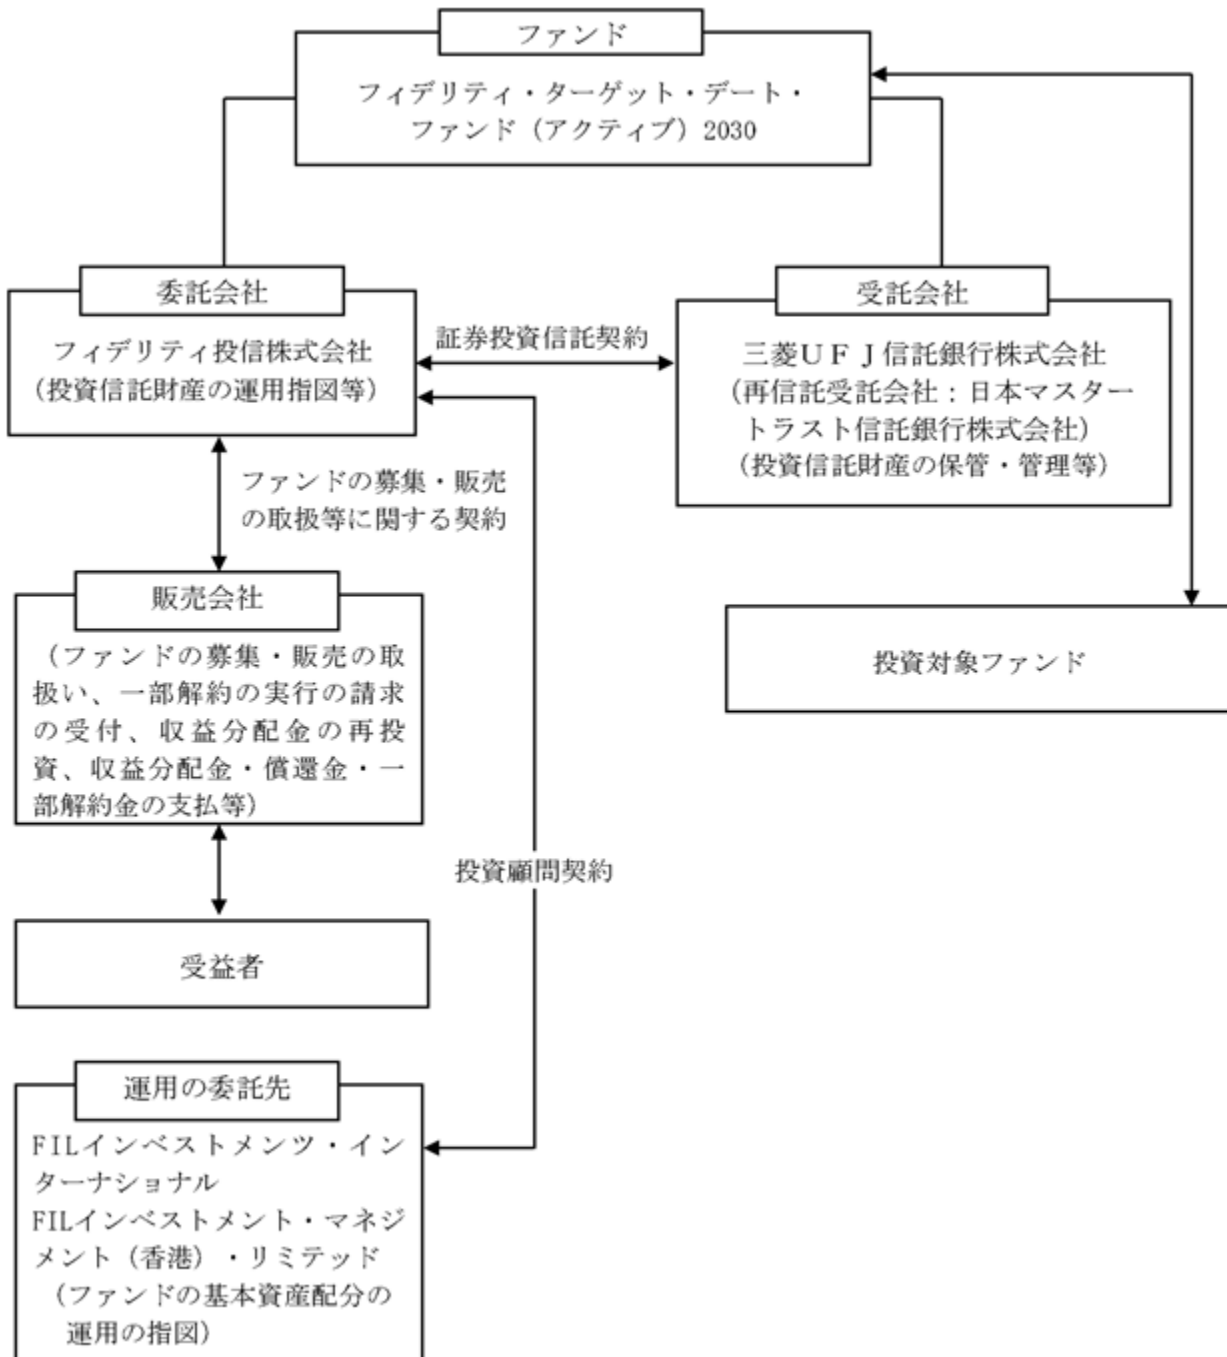 ファンド
フィデリティ・ターゲット・デート・
ファンド（アクティブ）2030
委託会社
フィデリティ投信株式会社
（投資信託財産の運用指図等）
証券投資信託契約
受託会社
三菱ＵＦＪ信託銀行株式会社
（再信託受託会社：日本マスター
トラスト信託銀行株式会社）
（投資信託財産の保管・管理等）
ファンドの募集・販売
の取扱等に関する契約
販売会社
（ファンドの募集・販売の取
扱い、一部解約の実行の請求
の受付、収益分配金の再投
資、収益分配金・償還金・一
部解約金の支払等）
投資対象ファンド
投資顧問契約
受益者
運用の委託先
FILインベストメンツ・イン
ターナショナル
FILインベストメント・マネジ
メント（香港）・リミテッド
（ファンドの基本資産配分の
運用の指図）